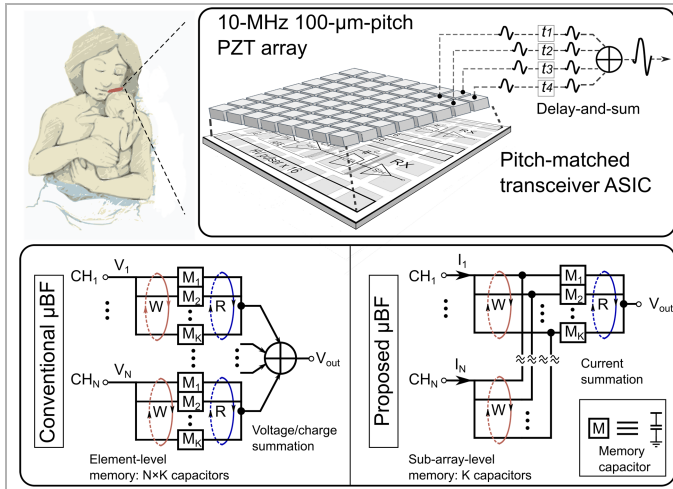 10-MHz 100-µm-pitch
PZT array
t1
t2
t3
t4
Delay-and-sum
RX
Pitch-matched
transceiver ASIC
Conventional µBF
CH1
V1
W
M1
M2
MK
R
CHN
VN
W
M1
M2
MK
R
Vout
Voltage/charge
summation
Element-level
memory: N×K capacitors
Proposed µBF
CH1
I1
W
M1
M2
MK
R
Vout
CHN
IN
W
Current
summation
Sub-array-level
memory: K capacitors
M
Memory
capacitor